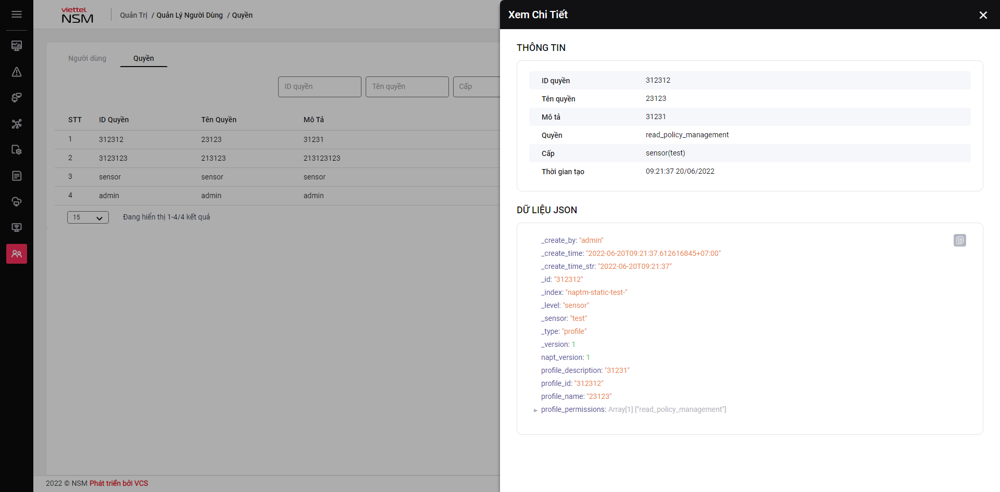 viettel
NSM
Quản Trị / Quản Lý Người Dùng / Quyền
Người dùng
Quyền
ID quyền
Tên quyền
Cấp
STT ID Quyền Tên Quyền Mô Tả
1 312312 23123 31231
2 3123123 213123 213123123
3 sensor sensor sensor
4 admin admin admin
15
Đang hiển thị 1-4/4 kết quả
2022 © NSM Phát triển bởi VCS
Xem Chi Tiết
THÔNG TIN
ID quyền 312312
Tên quyền 23123
Mô tả 31231
Quyền read_policy_management
Cấp sensor(test)
Thời gian tạo 09:21:37 20/06/2022
DỮ LIỆU JSON
_create_by: "admin"
_create_time: "2022-06-20T09:21:37.612616845+07:00"
_create_time_str: "2022-06-20T09:21:37"
_id: "312312"
_index: "naptm-static-test-"
_level: "sensor"
_sensor: "test"
_type: "profile"
_version: 1
napt_version: 1
profile_description: "31231"
profile_id: "312312"
profile_name: "23123"
profile_permissions: Array[1] ["read_policy_management"]